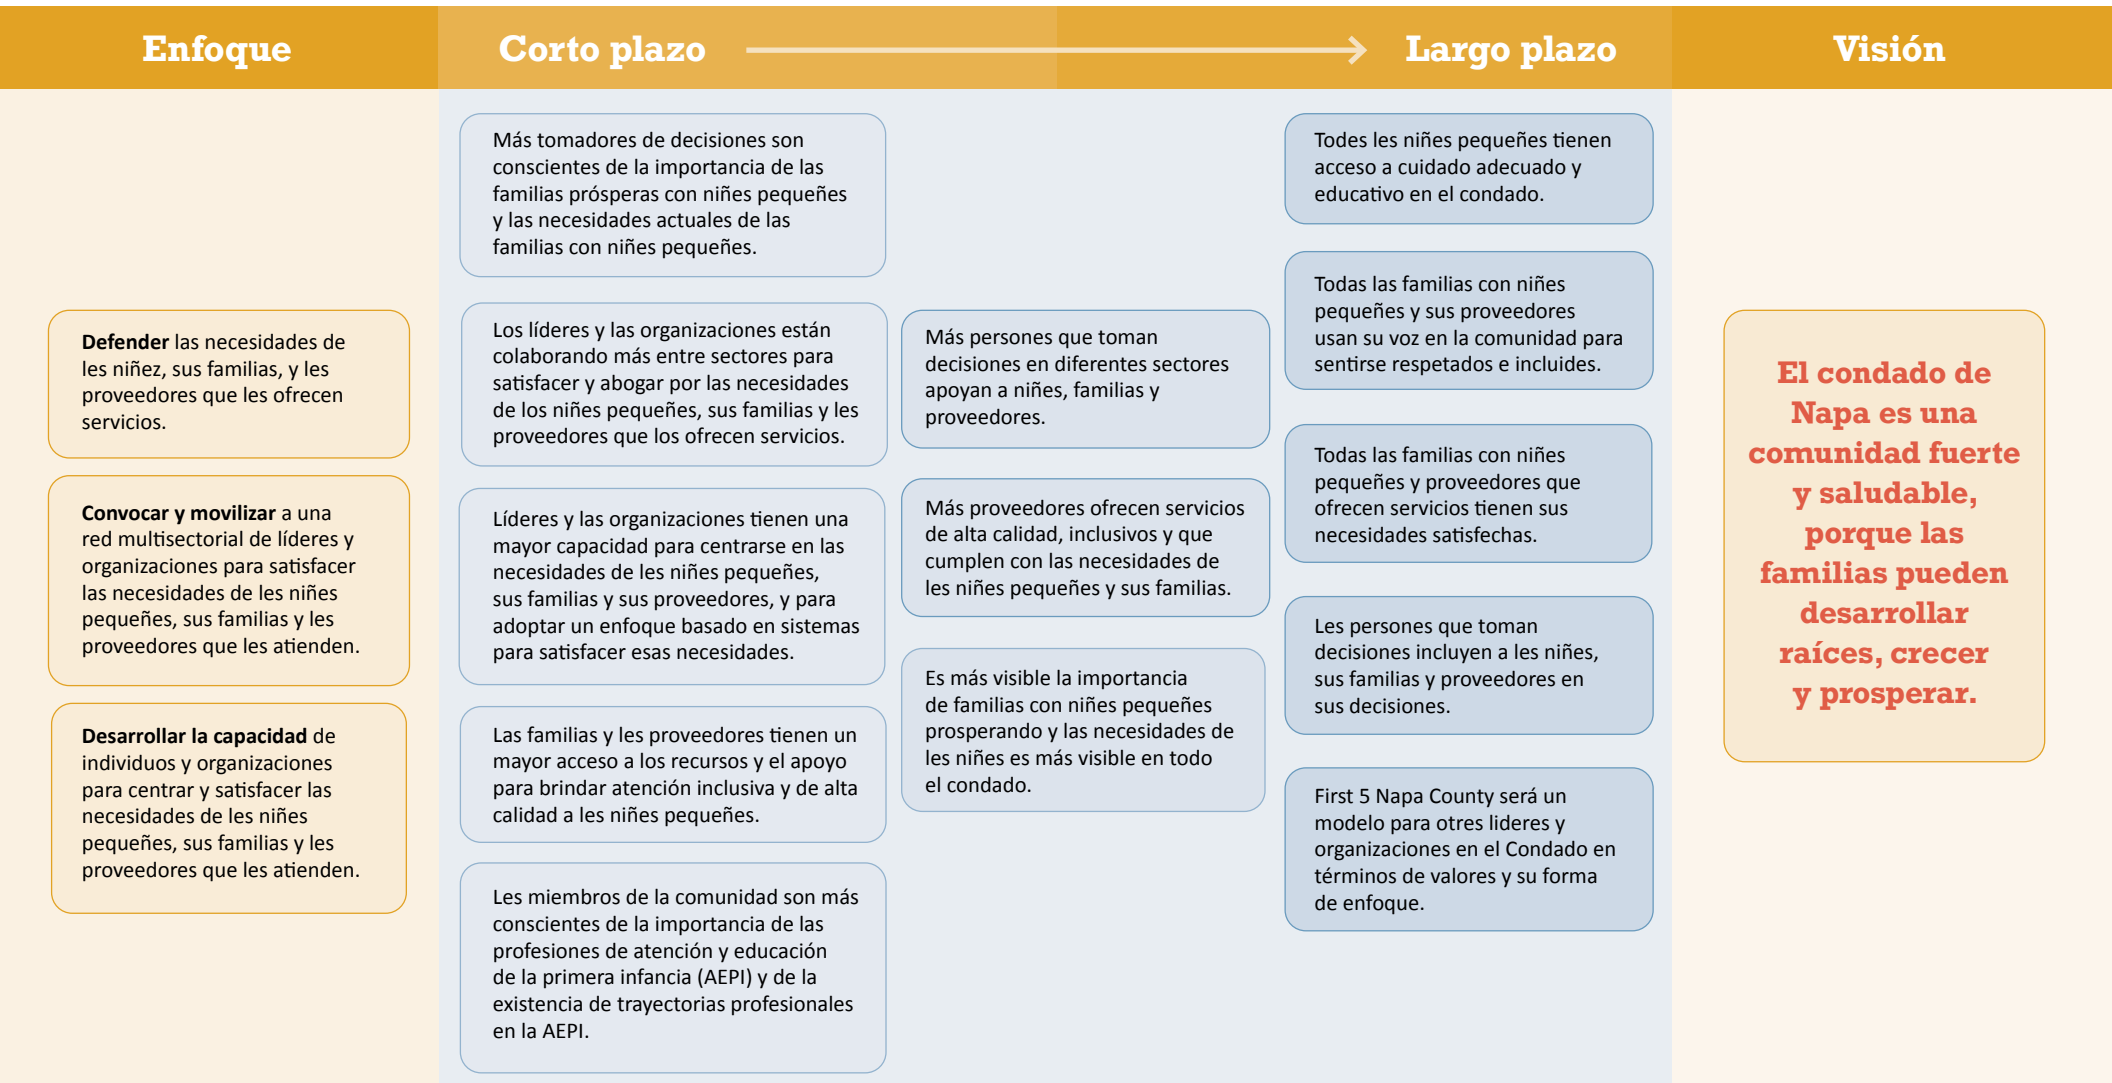 Enfoque
Corto plazo
Largo plazo
Visión
Defender las necesidades de
les niñez, sus familias, y les
proveedores que les ofrecen
servicios.
Convocar y movilizar a una
red multisectorial de líderes y
organizaciones para satisfacer
las necesidades de les niñes
pequeñes, sus familias y les
proveedores que les atienden.
Desarrollar la capacidad de
individuos y organizaciones
para centrar y satisfacer las
necesidades de les niñes
pequeñes, sus familias y les
proveedores que les atienden.
Más tomadores de decisiones son
conscientes de la importancia de las
familias prósperas con niñes pequeñes
y las necesidades actuales de las
familias con niñes pequeñes.
Los líderes y las organizaciones están
colaborando más entre sectores para
satisfacer y abogar por las necesidades
de los niñes pequeñes, sus familias y les
proveedores que los ofrecen servicios.
Líderes y las organizaciones tienen una
mayor capacidad para centrarse en las
necesidades de les niñes pequeñes,
sus familias y sus proveedores, y para
adoptar un enfoque basado en sistemas
para satisfacer esas necesidades.
Las familias y les proveedores tienen un
mayor acceso a los recursos y el apoyo
para brindar atención inclusiva y de alta
calidad a les niñes pequeñes.
Les miembros de la comunidad son más
conscientes de la importancia de las
profesiones de atención y educación
de la primera infancia (AEPI) y de la
existencia de trayectorias profesionales
en la AEPI.
Más persones que toman
decisiones en diferentes sectores
apoyan a niñes, familias y
proveedores.
Más proveedores ofrecen servicios
de alta calidad, inclusivos y que
cumplen con las necesidades de
les niñes pequeñes y sus familias.
Es más visible la importancia
de familias con niñes pequeñes
prosperando y las necesidades de
les niñes es más visible en todo
el condado.
Todes les niñes pequeñes tienen
acceso a cuidado adecuado y
educativo en el condado.
Todas las familias con niñes
pequeñes y sus proveedores
usan su voz en la comunidad para
sentirse respetados e incluides.
Todas las familias con niñes
pequeñes y proveedores que
ofrecen servicios tienen sus
necesidades satisfechas.
Les persones que toman
decisiones incluyen a les niñes,
sus familias y proveedores en
sus decisiones.
First 5 Napa County será un
modelo para otres lideres y
organizaciones en el Condado en
términos de valores y su forma
de enfoque.
El condado de
Napa es una
comunidad fuerte
y saludable,
porque las
familias pueden
desarrollar
raíces, crecer
y prosperar.